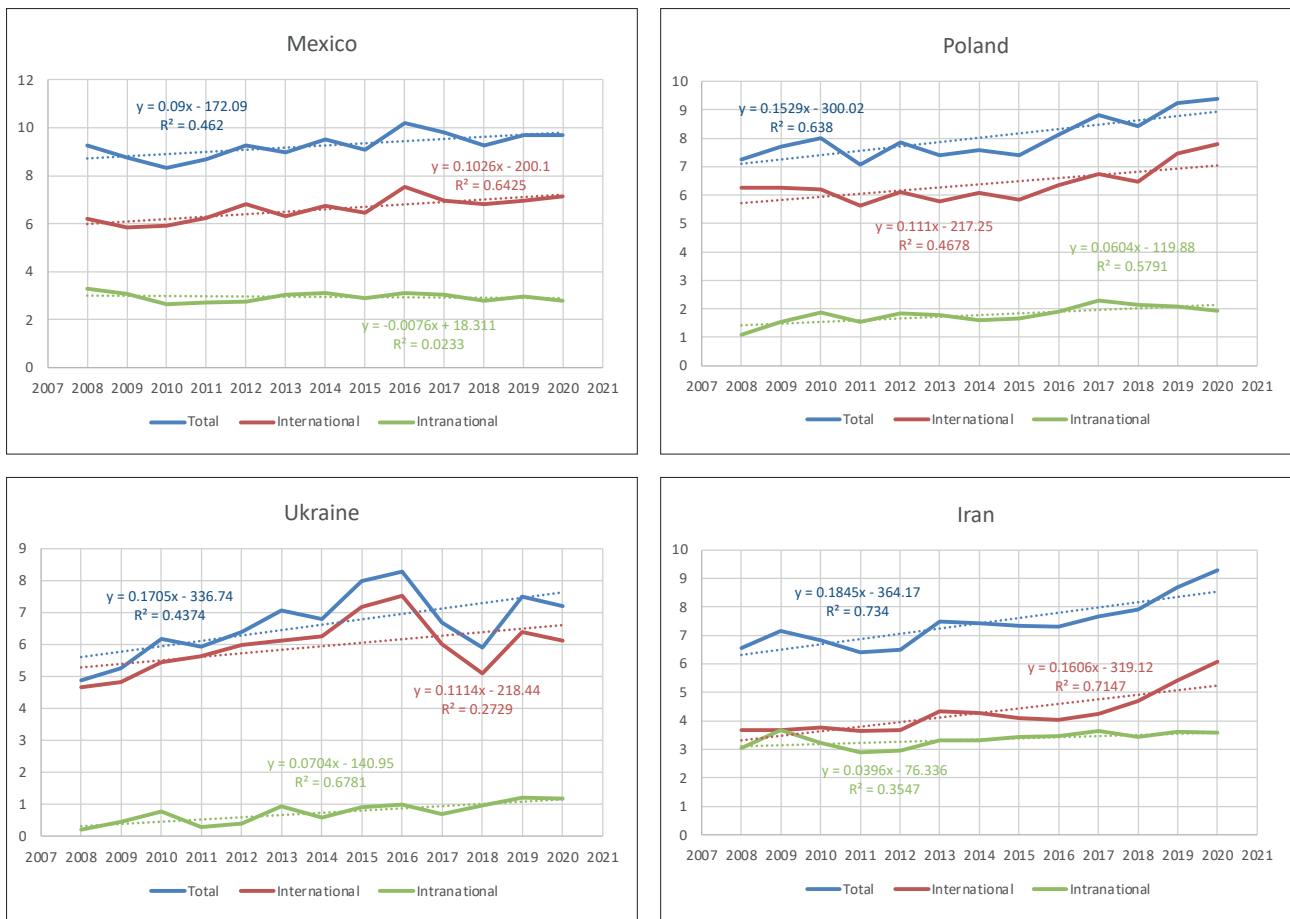 Mexico
12
10
8
6
4
2
0
y = 0.09x - 172.09
R² = 0.462
y = 0.1026x - 200.1
R² = 0.6425
y = -0.0076x + 18.311
R² = 0.0233
2007 2008 2009 2010 2011 2012 2013 2014 2015 2016 2017 2018 2019 2020 2021
Total International Intranational
Poland
10
9
8
7
6
5
4
3
2
1
0
y = 0.1529x - 300.02
R² = 0.638
y = 0.111x - 217.25
R² = 0.4678
y = 0.0604x - 119.88
R² = 0.5791
2007 2008 2009 2010 2011 2012 2013 2014 2015 2016 2017 2018 2019 2020 2021
Total International Intranational
Ukraine
9
8
7
6
5
4
3
2
1
0
y = 0.1705x - 336.74
R² = 0.4374
y = 0.1114x - 218.44
R² = 0.2729
y = 0.0704x - 140.95
R² = 0.6781
2007 2008 2009 2010 2011 2012 2013 2014 2015 2016 2017 2018 2019 2020 2021
Total International Intranational
Iran
10
9
8
7
6
5
4
3
2
1
0
y = 0.1845x - 364.17
R² = 0.734
y = 0.1606x - 319.12
R² = 0.7147
y = 0.0396x - 76.336
R² = 0.3547
2007 2008 2009 2010 2011 2012 2013 2014 2015 2016 2017 2018 2019 2020 2021
Total International Intranational